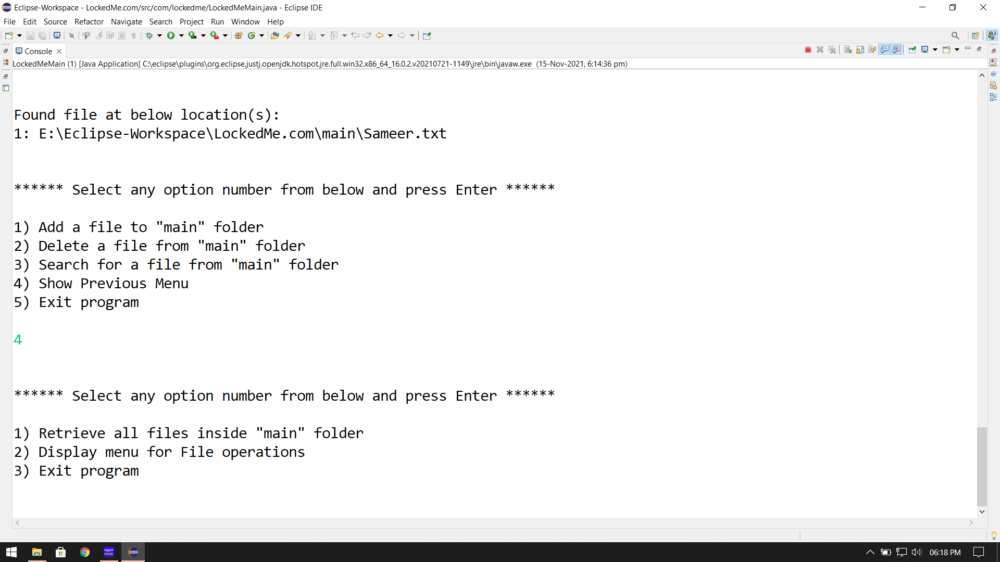 Eclipse-Workspace - LockedMe.com/src/com/lockedme/LockedMeMain.java - Eclipse IDE
File Edit Source Refactor Navigate Search Project Run Window Help
Console
LockedMeMain (1) [Java Application] C:\eclipse\plugins\org.eclipse.justj.openjdk.hotspot.jre.full.win32.x86_64_16.0.2.v20210721-1149\jre\bin\javaw.exe (15-Nov-2021, 6:14:36 pm)
Found file at below location(s):
1: E:\Eclipse-Workspace\LockedMe.com\main\Sameer.txt
****** Select any option number from below and press Enter ******
1) Add a file to "main" folder
2) Delete a file from "main" folder
3) Search for a file from "main" folder
4) Show Previous Menu
5) Exit program
4
****** Select any option number from below and press Enter ******
1) Retrieve all files inside "main" folder
2) Display menu for File operations
3) Exit program
amazon music
06:18 PM